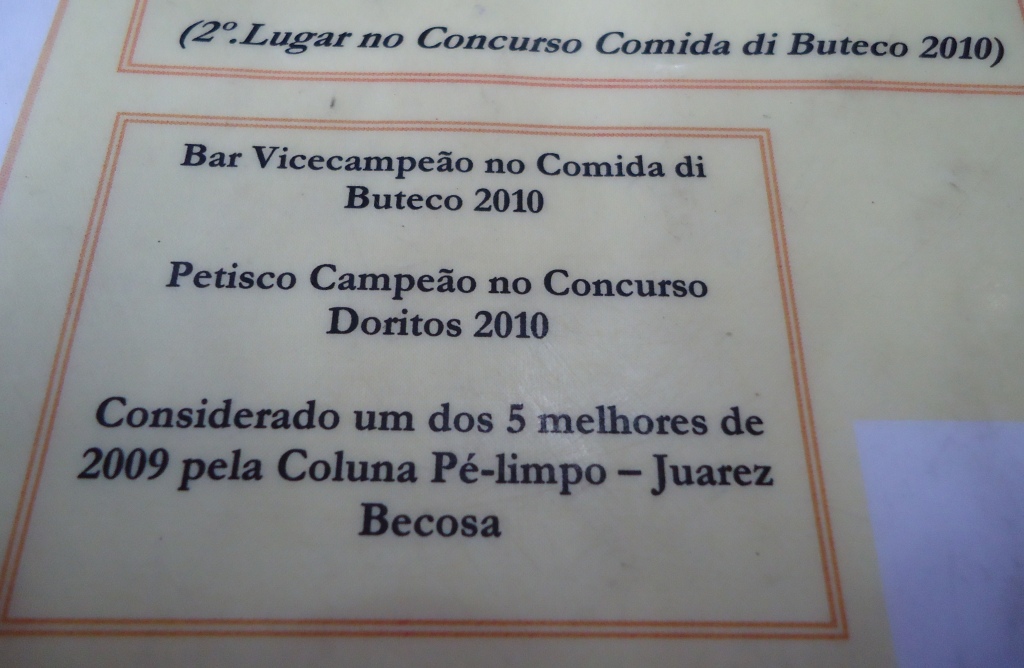 (2º.Lugar no Concurso Comida di Buteco 2010)
Bar Vicecampeão no Comida di
Buteco 2010
Petisco Campeão no Concurso
Doritos 2010
Considerado um dos 5 melhores de
2009 pela Coluna Pé-limpo – Juarez
Becosa